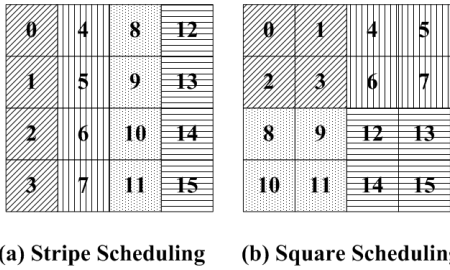 0 4 8 12 0 1 4 5
1 5 9 13 2 3 6 7
2 6 10 14 8 9 12 13
3 7 11 15 10 11 14 15
(a) Stripe Scheduling (b) Square Scheduling